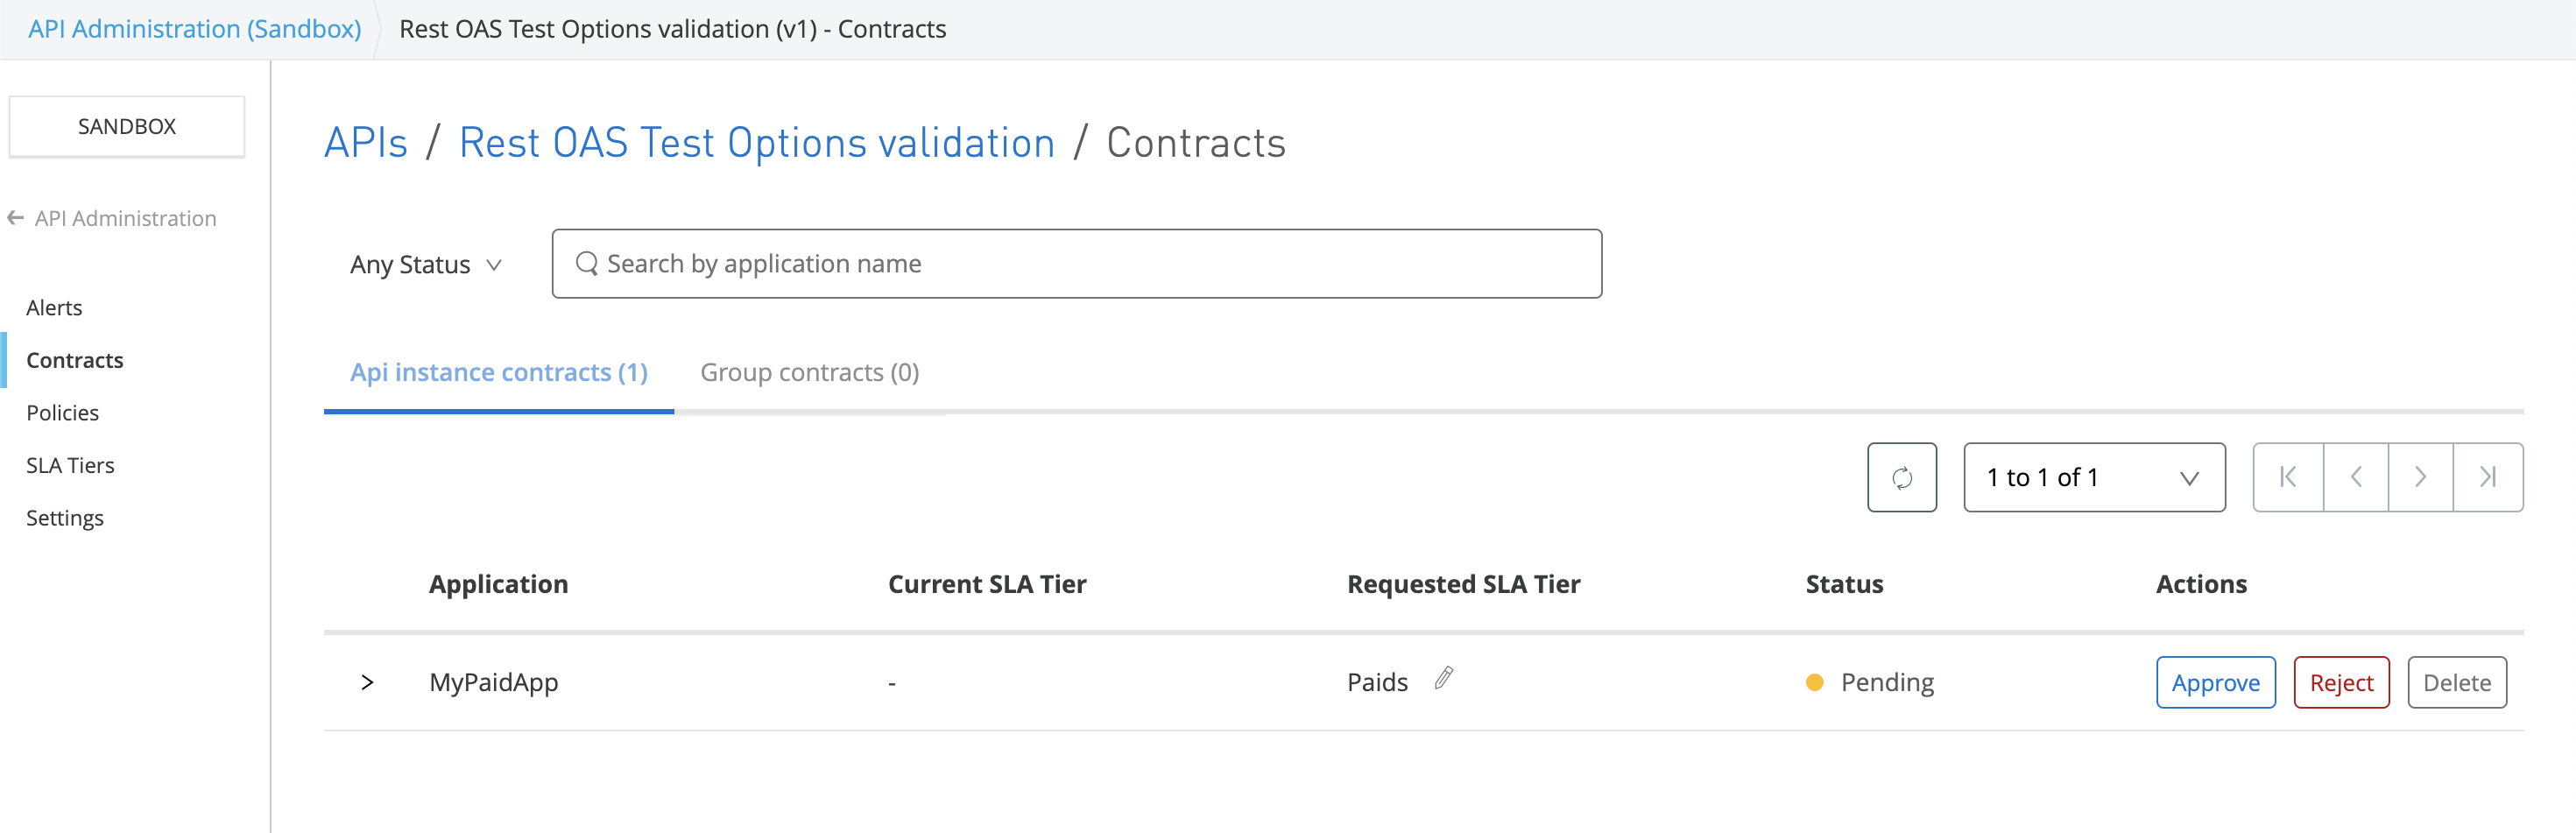 API Administration (Sandbox)
Rest OAS Test Options validation (v1) - Contracts
SANDBOX
API Administration
Alerts
Contracts
Policies
SLA Tiers
Settings
APIs / Rest OAS Test Options validation / Contracts
Any Status
Search by application name
Api instance contracts (1)
Group contracts (0)
1 to 1 of 1
Application Current SLA Tier Requested SLA Tier Status Actions
MyPaidApp - Paids Pending Approve Reject Delete